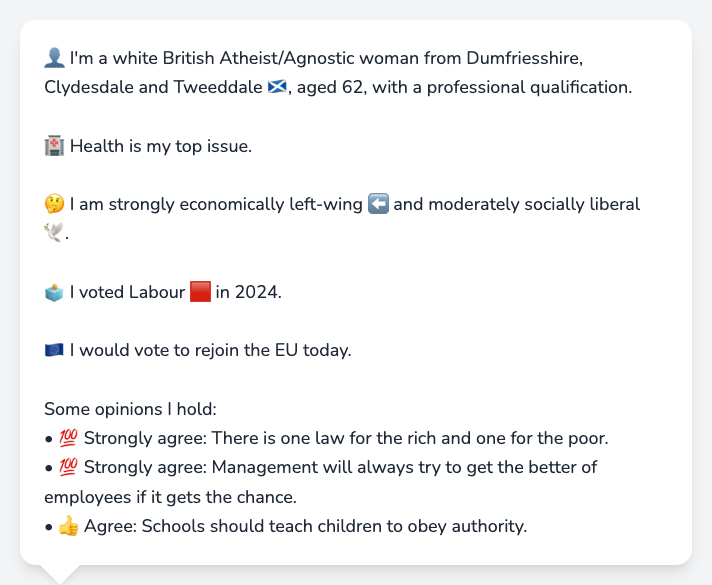 👤 I'm a white British Atheist/Agnostic woman from Dumfriesshire,
Clydesdale and Tweeddale 🏴󠁧󠁢󠁳󠁣󠁴󠁿, aged 62, with a professional qualification.
🏥 Health is my top issue.
🤔 I am strongly economically left-wing ⬅️ and moderately socially liberal
🕊️.
🗳️ I voted Labour 🟥 in 2024.
🇪🇺 I would vote to rejoin the EU today.
Some opinions I hold:
• 💯 Strongly agree: There is one law for the rich and one for the poor.
• 💯 Strongly agree: Management will always try to get the better of
employees if it gets the chance.
• 👍 Agree: Schools should teach children to obey authority.